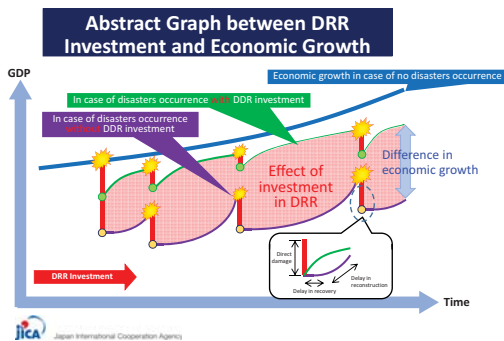 Abstract Graph between DRR
Investment and Economic Growth
GDP
Economic growth in case of no disasters occurrence
In case of disasters occurrence with DDR investment
In case of disasters occurrence
without DDR investment
Effect of
investment
in DRR
Difference in
economic growth
Direct
damage
Delay in recovery
Delay in
reconstruction
DRR Investment
Time
jICA
Japan International Cooperation Agency